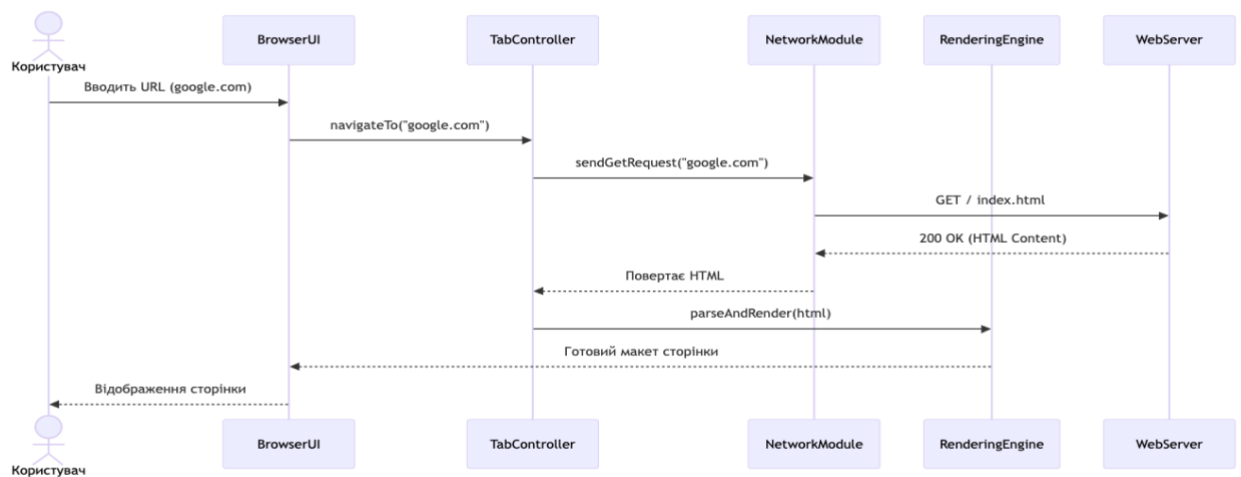 BrowserUI
TabController
NetworkModule
RenderingEngine
WebServer
Користувач
Вводить URL (google.com)
navigateTo("google.com")
sendGetRequest("google.com")
GET / index.html
200 OK (HTML Content)
Повертає HTML
parseAndRender(html)
Готовий макет сторінки
Відображення сторінки
BrowserUI
TabController
NetworkModule
RenderingEngine
WebServer
Користувач